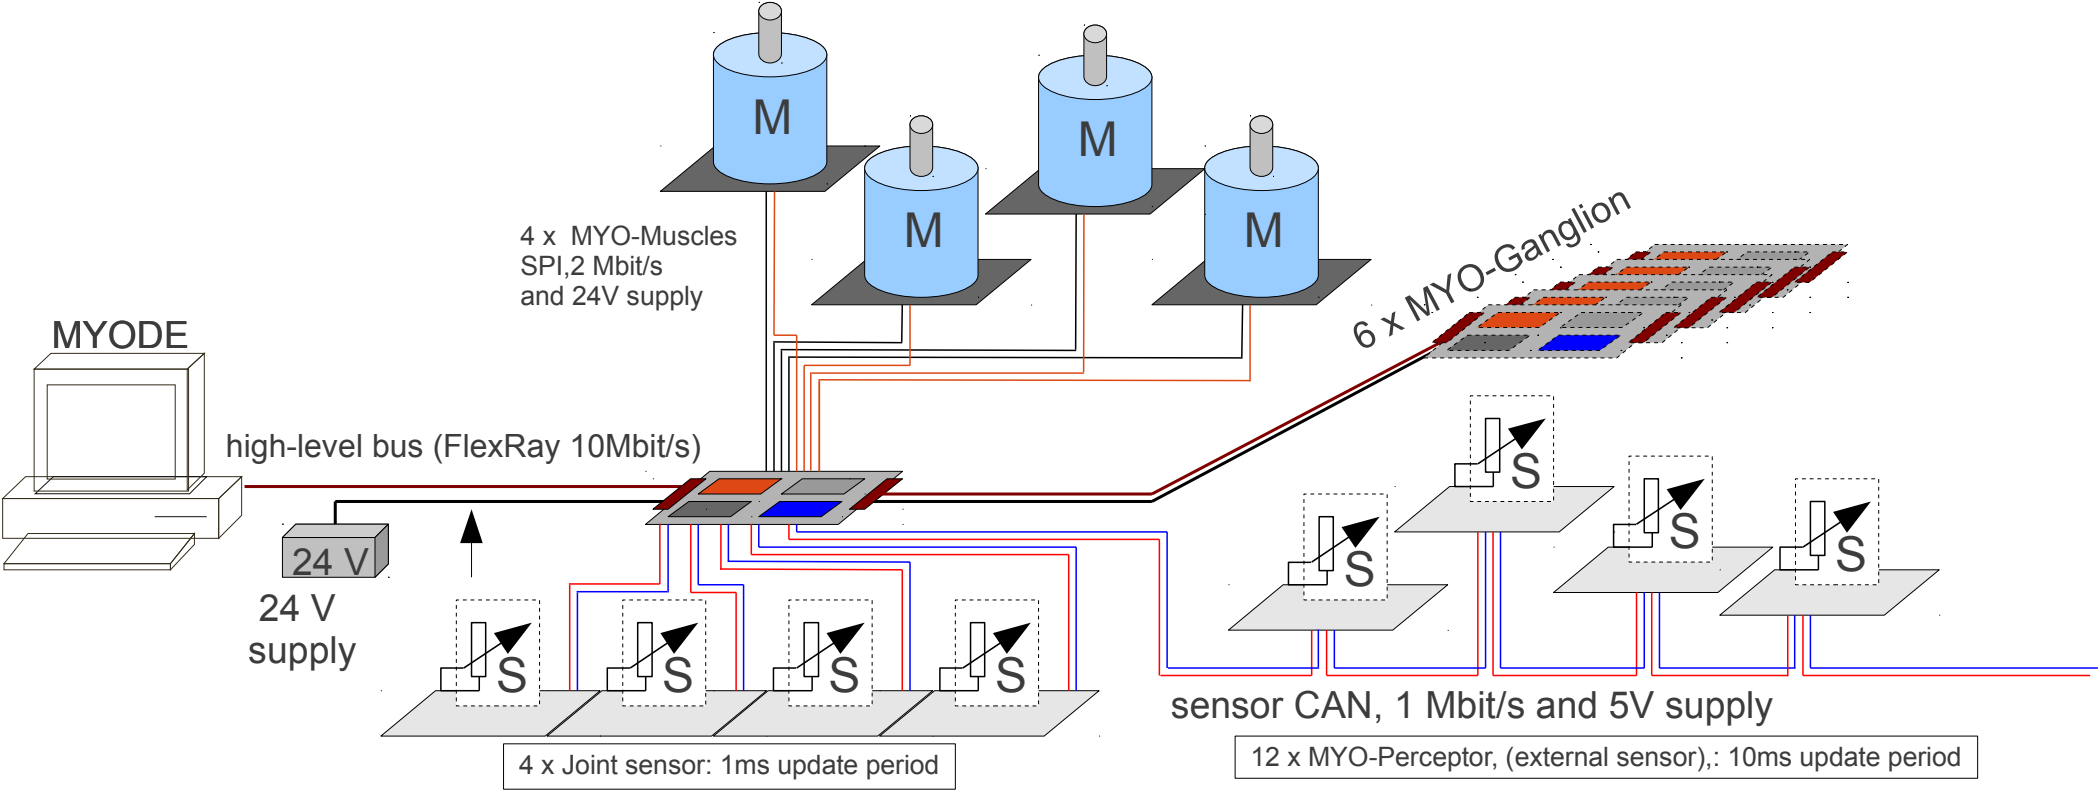 M
M
M
M
4 x  MYO-Muscles
SPI,2 Mbit/s
and 24V supply
6 x MYO-Ganglion
MYODE
high-level bus (FlexRay 10Mbit/s)
24 V
24 V
supply
S
S
S
S
S
S
S
S
sensor CAN, 1 Mbit/s and 5V supply
4 x Joint sensor: 1ms update period
12 x MYO-Perceptor, (external sensor),: 10ms update period